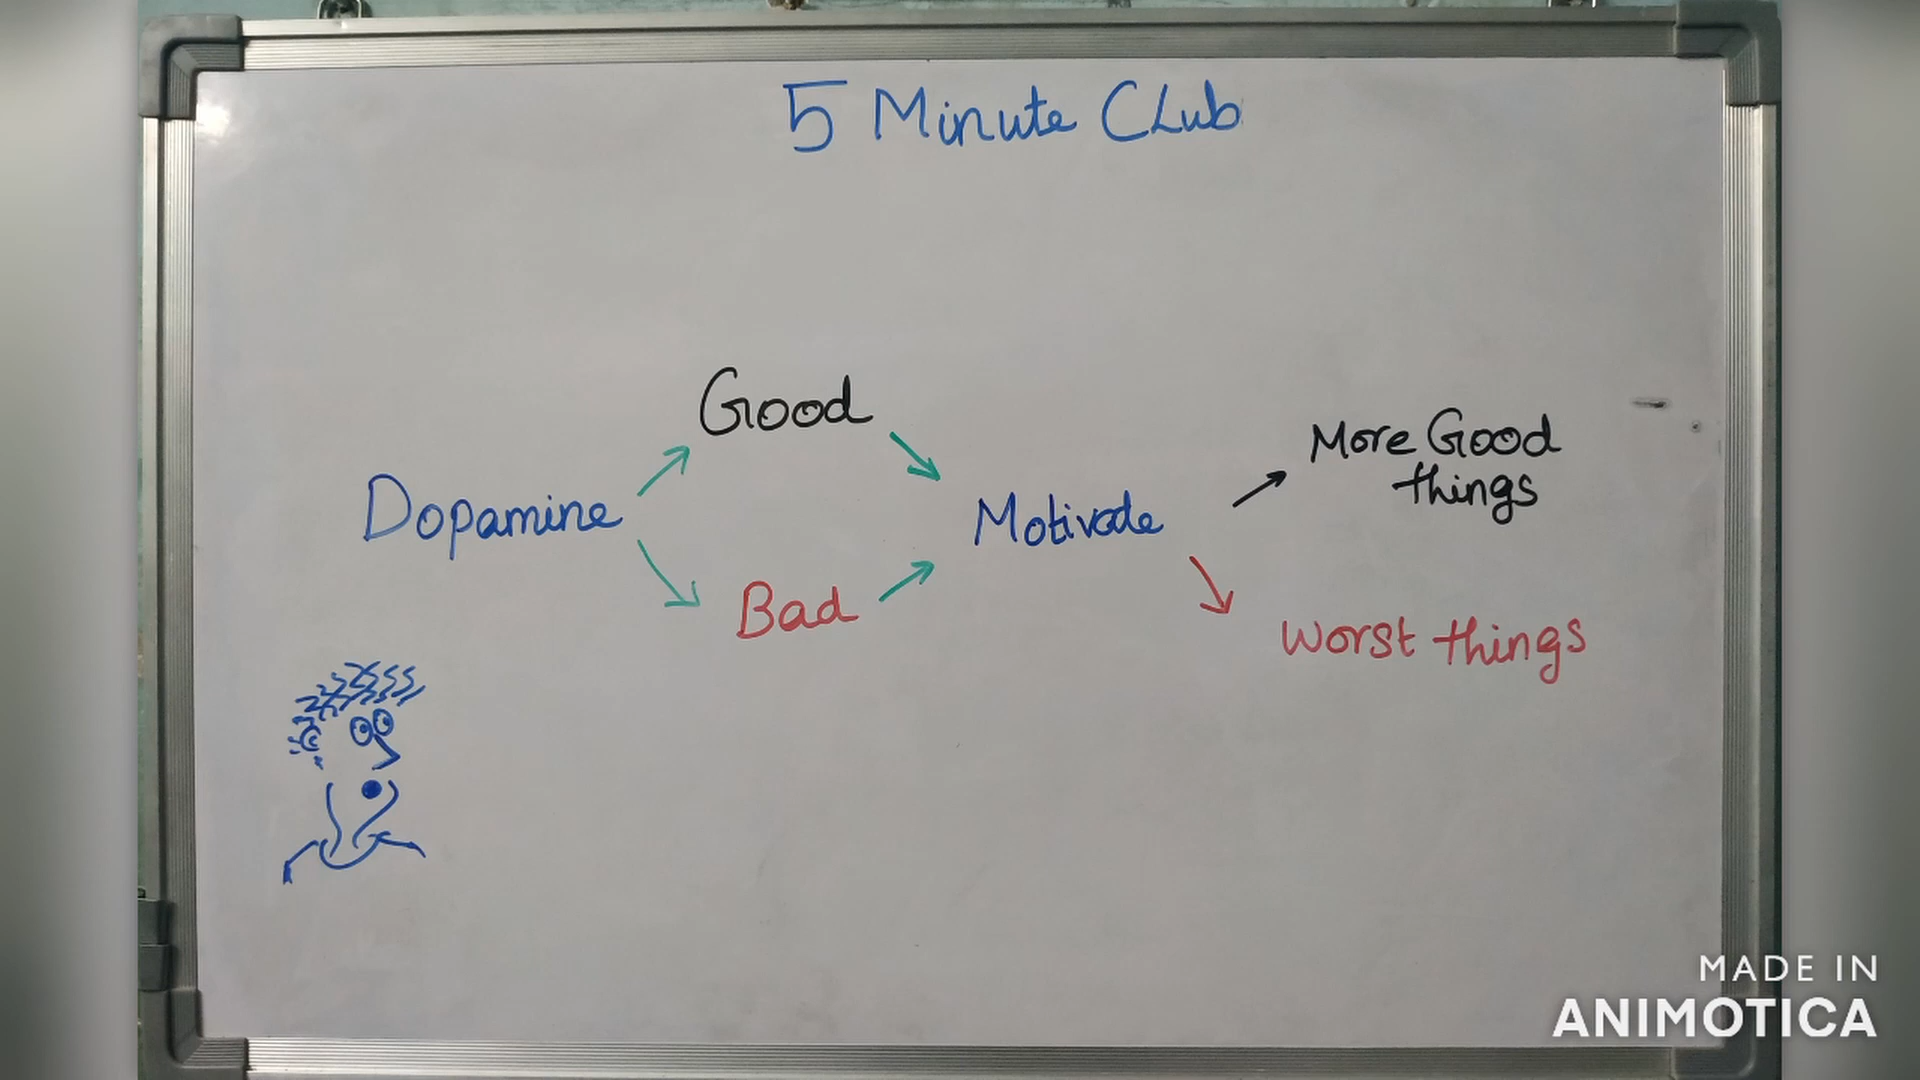 5 Minute CLub
Good
Dopamine
Bad
Motivate
More Good
things
Worst things
MADE IN
ANIMOTICA